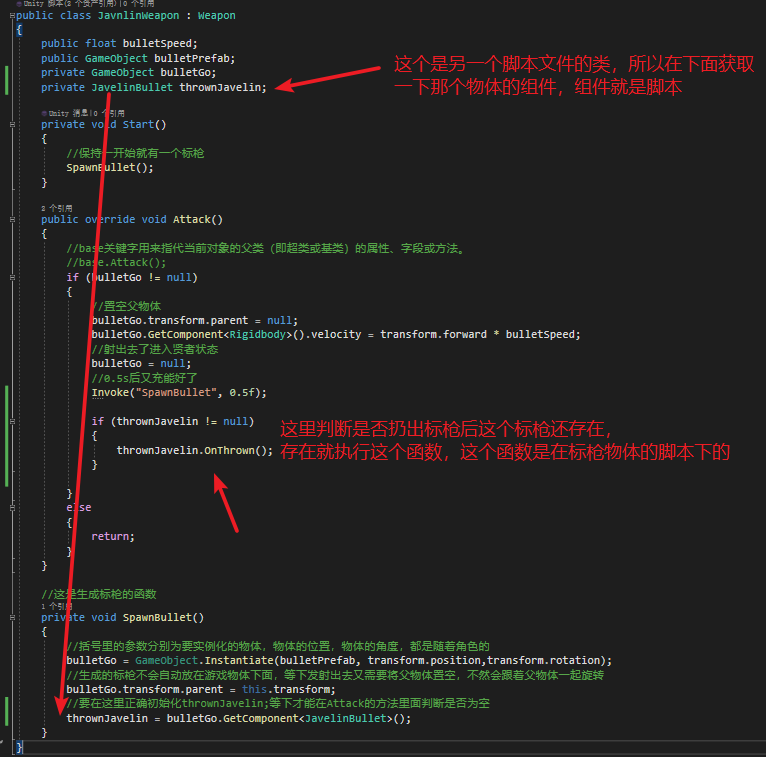 Unity 脚本(2 个资产引用)|0 个引用
public class JavnlinWeapon : Weapon
{
public float bulletSpeed;
public GameObject bulletPrefab;
private GameObject bulletGo;
private JavelinBullet thrownJavelin;
这个是另一个脚本文件的类，所以在下面获取
一下那个物体的组件，组件就是脚本
Unity 消息|0 个引用
private void Start()
{
//保持一开始就有一个标枪
SpawnBullet();
}
2 个引用
public override void Attack()
{
//base关键字用来指代当前对象的父类（即超类或基类）的属性、字段或方法。
//base.Attack();
if (bulletGo != null)
{
//置空父物体
bulletGo.transform.parent = null;
bulletGo.GetComponent<Rigidbody>().velocity = transform.forward * bulletSpeed;
//射出去了进入贤者状态
bulletGo = null;
//0.5s后又充能好了
Invoke("SpawnBullet", 0.5f);
if (thrownJavelin != null)
{
thrownJavelin.OnThrown();
}
这里判断是否扔出标枪后这个标枪还存在，
存在就执行这个函数，这个函数是在标枪物体的脚本下的
}
else
{
return;
}
}
//这是生成标枪的函数
1 个引用
private void SpawnBullet()
{
//括号里的参数分别为要实例化的物体，物体的位置，物体的角度，都是随着角色的
bulletGo = GameObject.Instantiate(bulletPrefab, transform.position,transform.rotation);
//生成的标枪不会自动放在游戏物体下面，等下发射出去又需要将父物体置空，不然会跟着父物体一起旋转
bulletGo.transform.parent = this.transform;
//要在这里正确初始化thrownJavelin;等下才能在Attack的方法里面判断是否为空
thrownJavelin = bulletGo.GetComponent<JavelinBullet>();
}
}